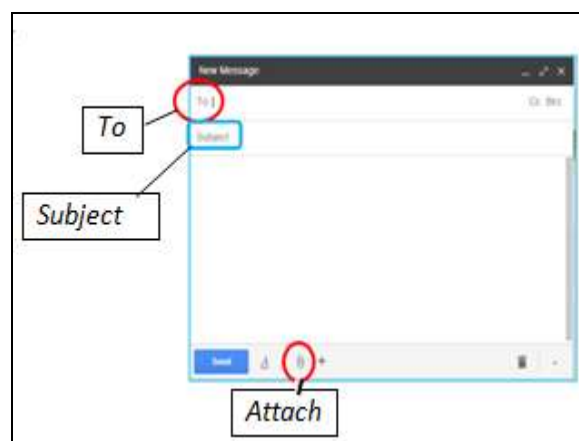 New Message
To
Cc Bcc
To
Subject
Subject
Send
Attach